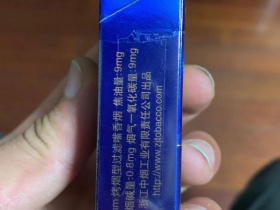 m 烤烟型过滤嘴香烟 焦油量:9mg
烟碱量:0.8mg 烟气一氧化碳量:9mg
浙江中烟工业有限责任公司出品
http://www.zjtobacco.com